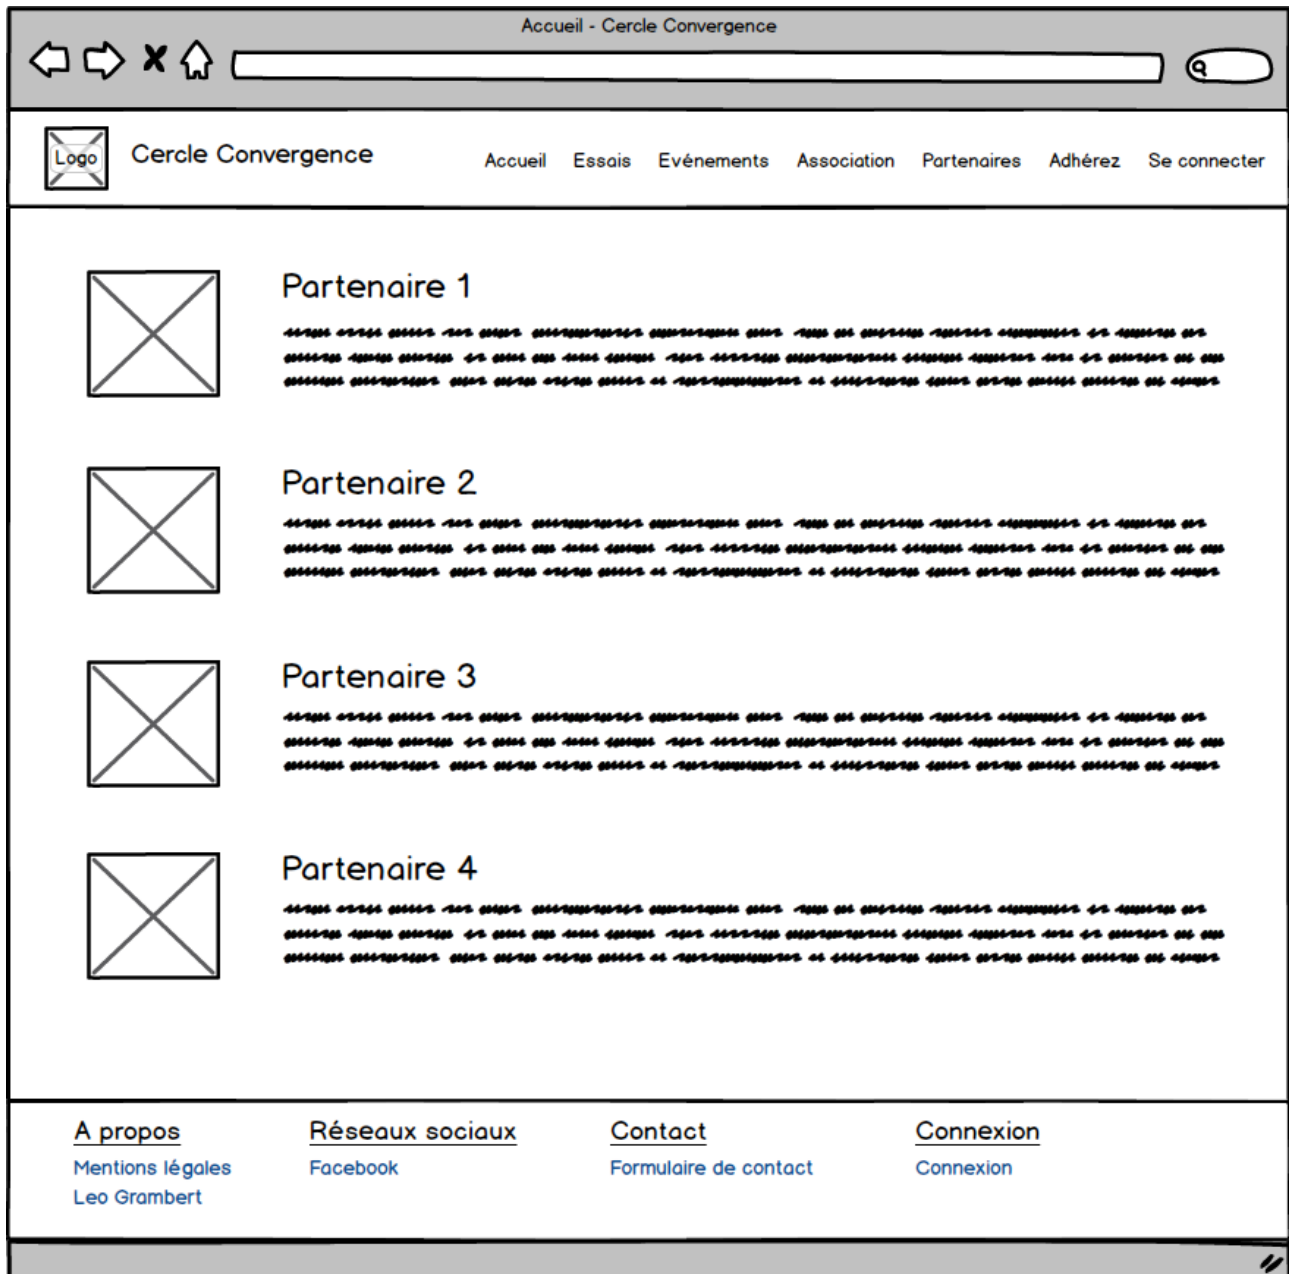 Accueil - Cercle Convergence
Logo
Cercle Convergence
Accueil Essais Evénements Association Partenaires Adhérez Se connecter
Partenaire 1
Partenaire 2
Partenaire 3
Partenaire 4
A propos Réseaux sociaux Contact Connexion
Mentions légales Facebook Formulaire de contact Connexion
Leo Grambert